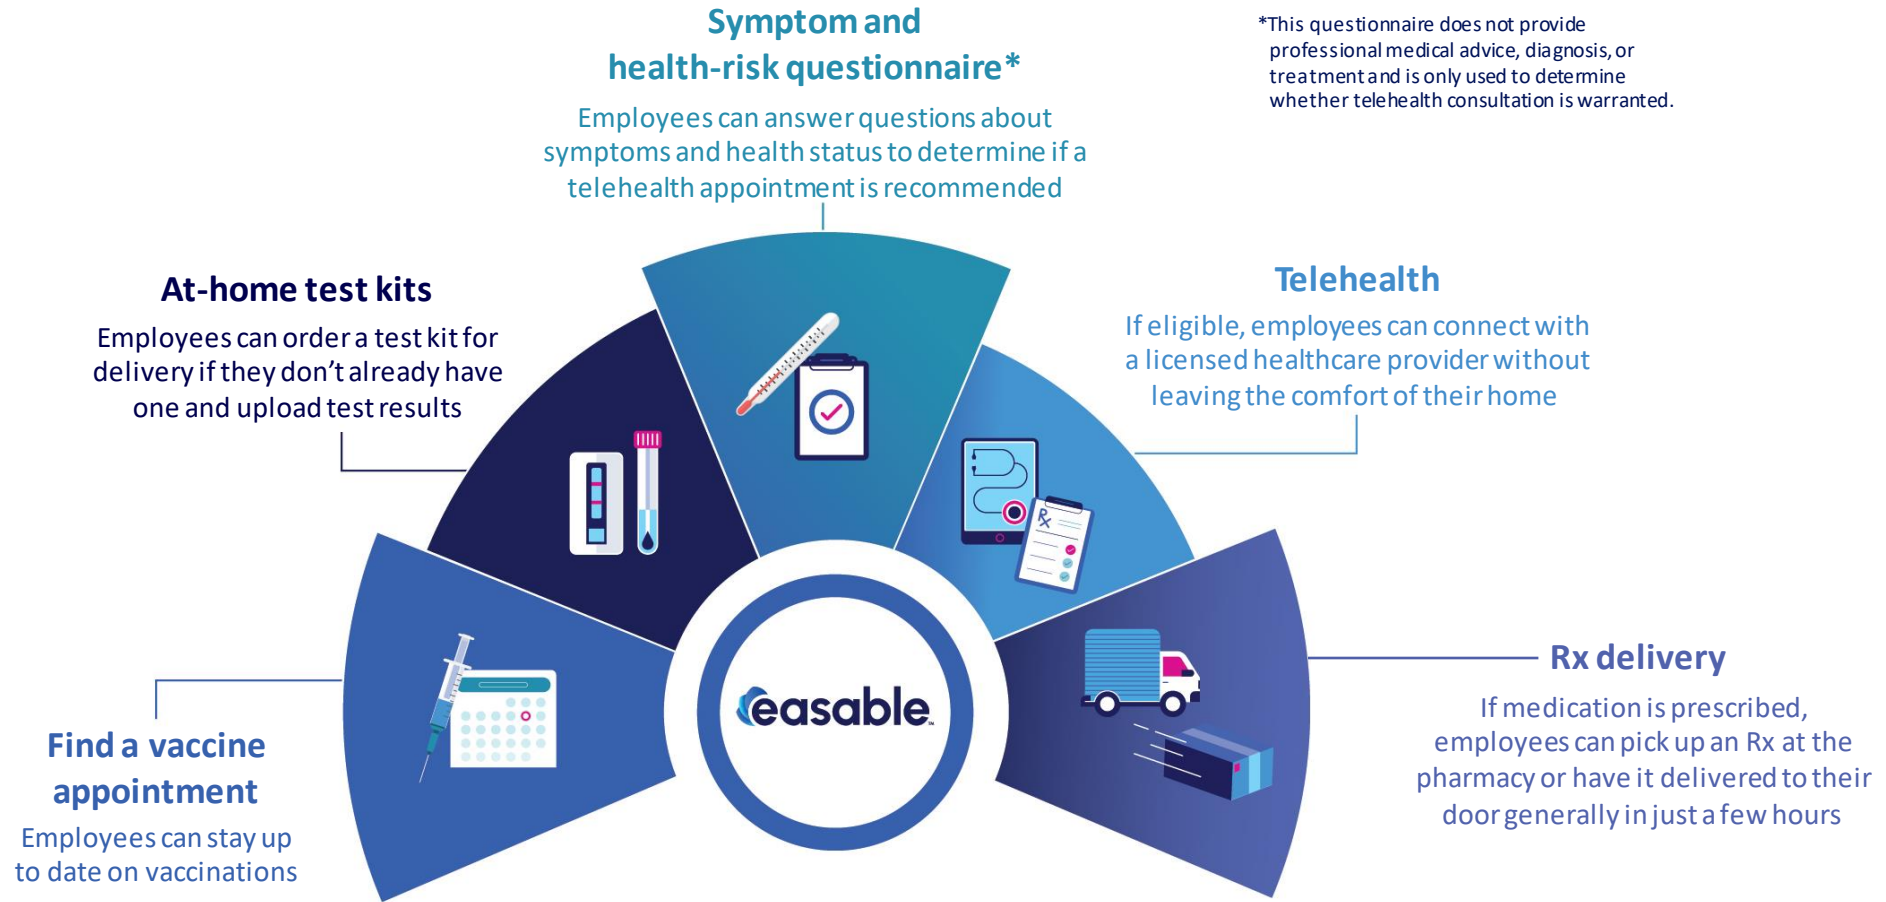 Symptom and
health-risk questionnaire*
Employees can answer questions about
symptoms and health status to determine if a
telehealth appointment is recommended
*This questionnaire does not provide
professional medical advice, diagnosis, or
treatment and is only used to determine
whether telehealth consultation is warranted.
At-home test kits
Employees can order a test kit for
delivery if they don’t already have
one and upload test results
Telehealth
If eligible, employees can connect with
a licensed healthcare provider without
leaving the comfort of their home
Rx
easable
Find a vaccine
appointment
Employees can stay up
to date on vaccinations
Rx delivery
If medication is prescribed,
employees can pick up an Rx at the
pharmacy or have it delivered to their
door generally in just a few hours